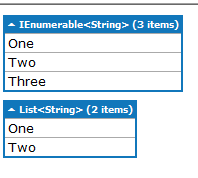 IEnumerable<String> (3 items)
One
Two
Three
List<String> (2 items)
One
Two